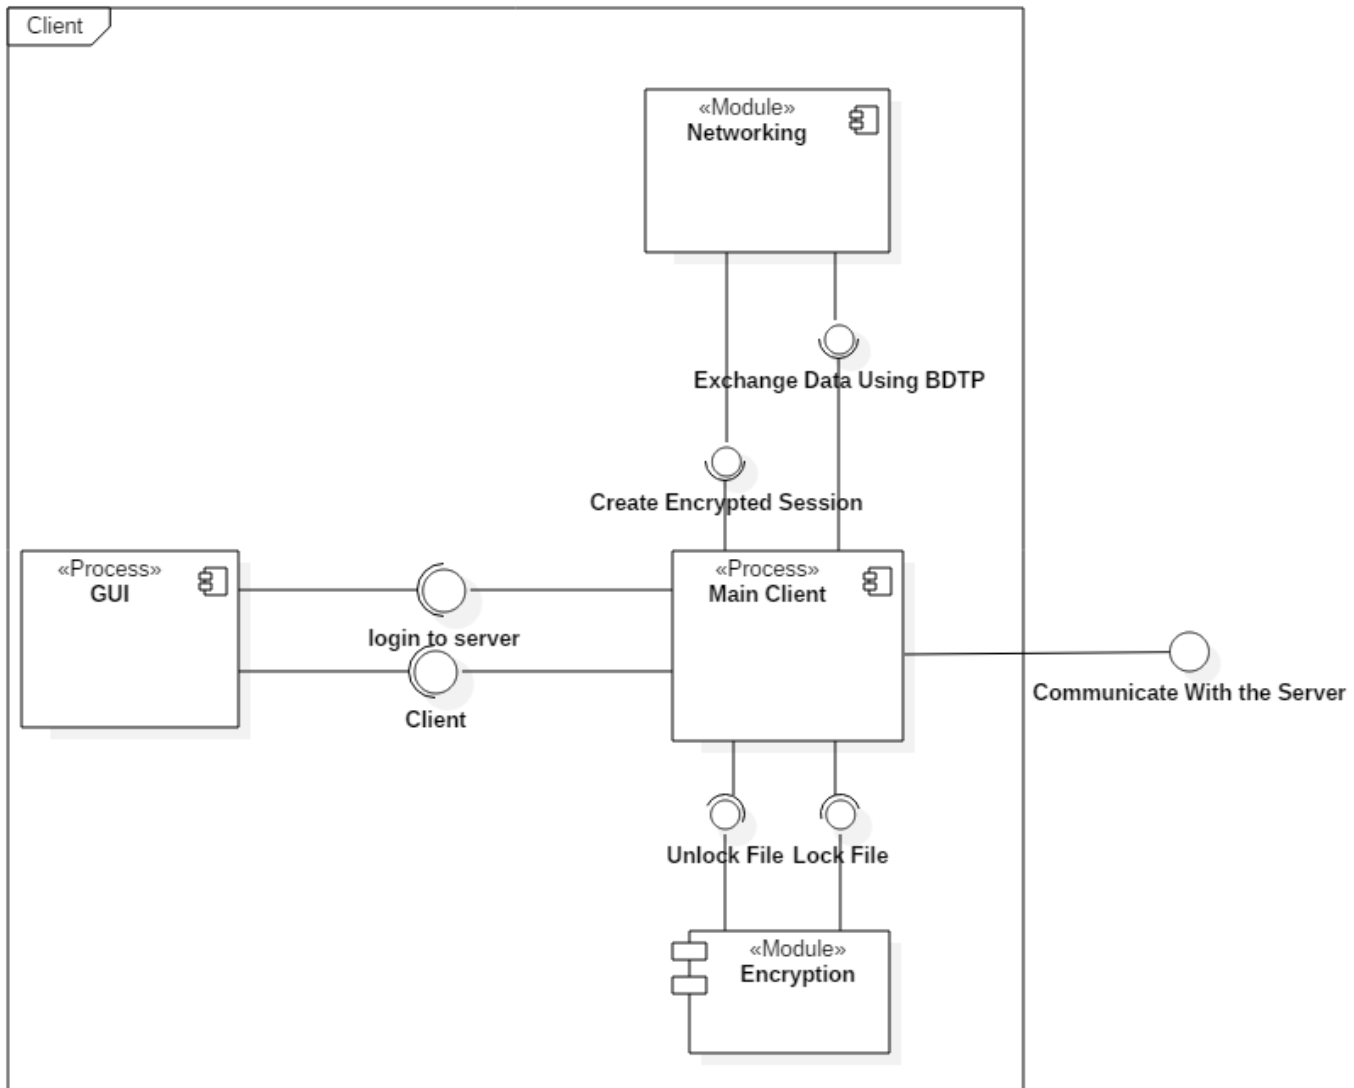 Client
«Module»
Networking
Exchange Data Using BDTP
Create Encrypted Session
«Process»
GUI
«Process»
Main Client
login to server
Communicate With the Server
Client
Unlock File
Lock File
«Module»
Encryption